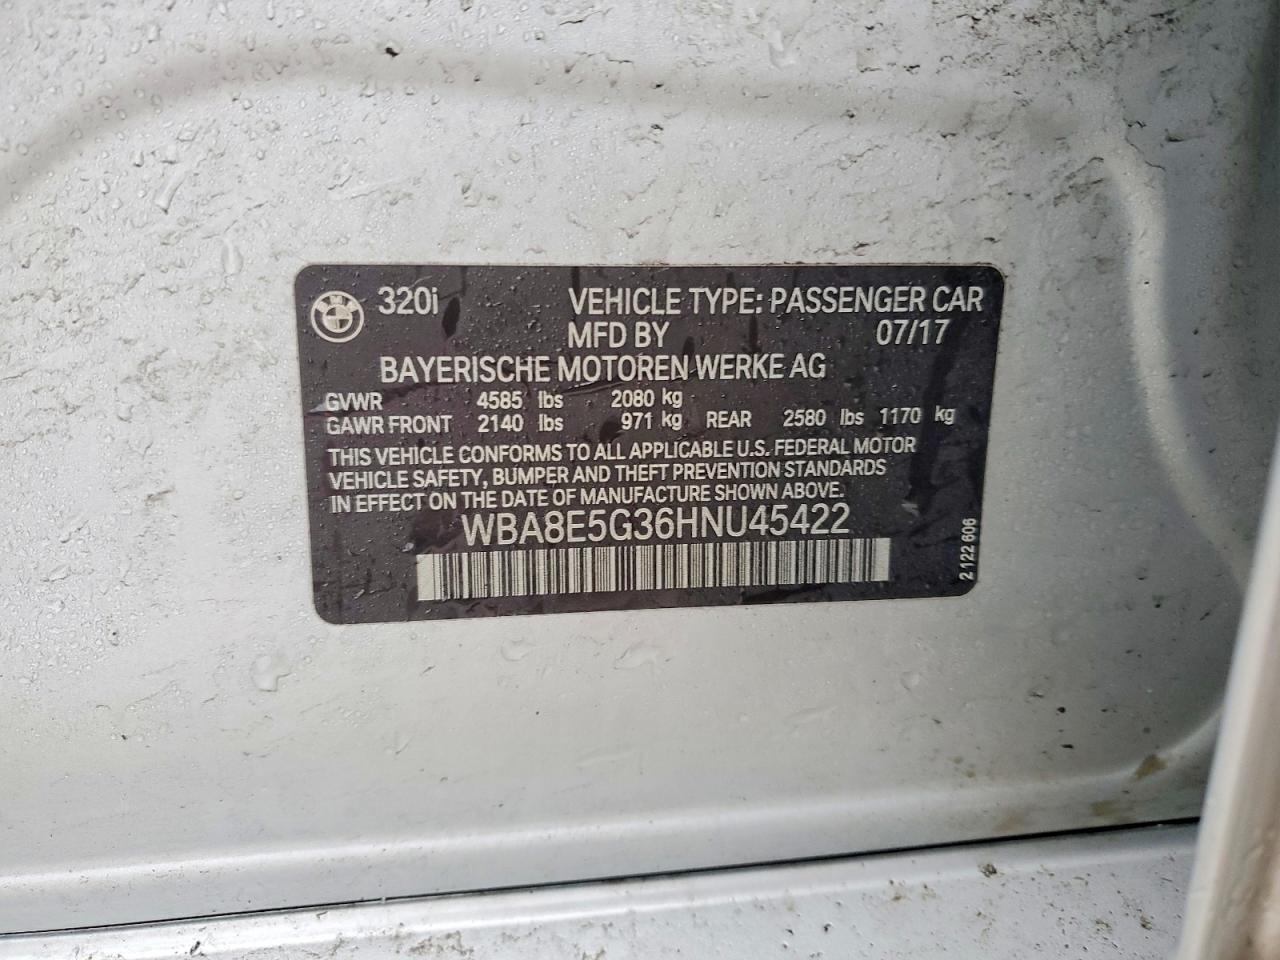 320i VEHICLE TYPE: PASSENGER CAR
MFD BY 07/17
BAYERISCHE MOTOREN WERKE AG
GVWR 4585 lbs 2080 kg
GAWR FRONT 2140 lbs 971 kg REAR 2580 lbs 1170 kg
THIS VEHICLE CONFORMS TO ALL APPLICABLE U.S. FEDERAL MOTOR
VEHICLE SAFETY, BUMPER AND THEFT PREVENTION STANDARDS
IN EFFECT ON THE DATE OF MANUFACTURE SHOWN ABOVE.
WBA8E5G36HNU45422
2 122 606